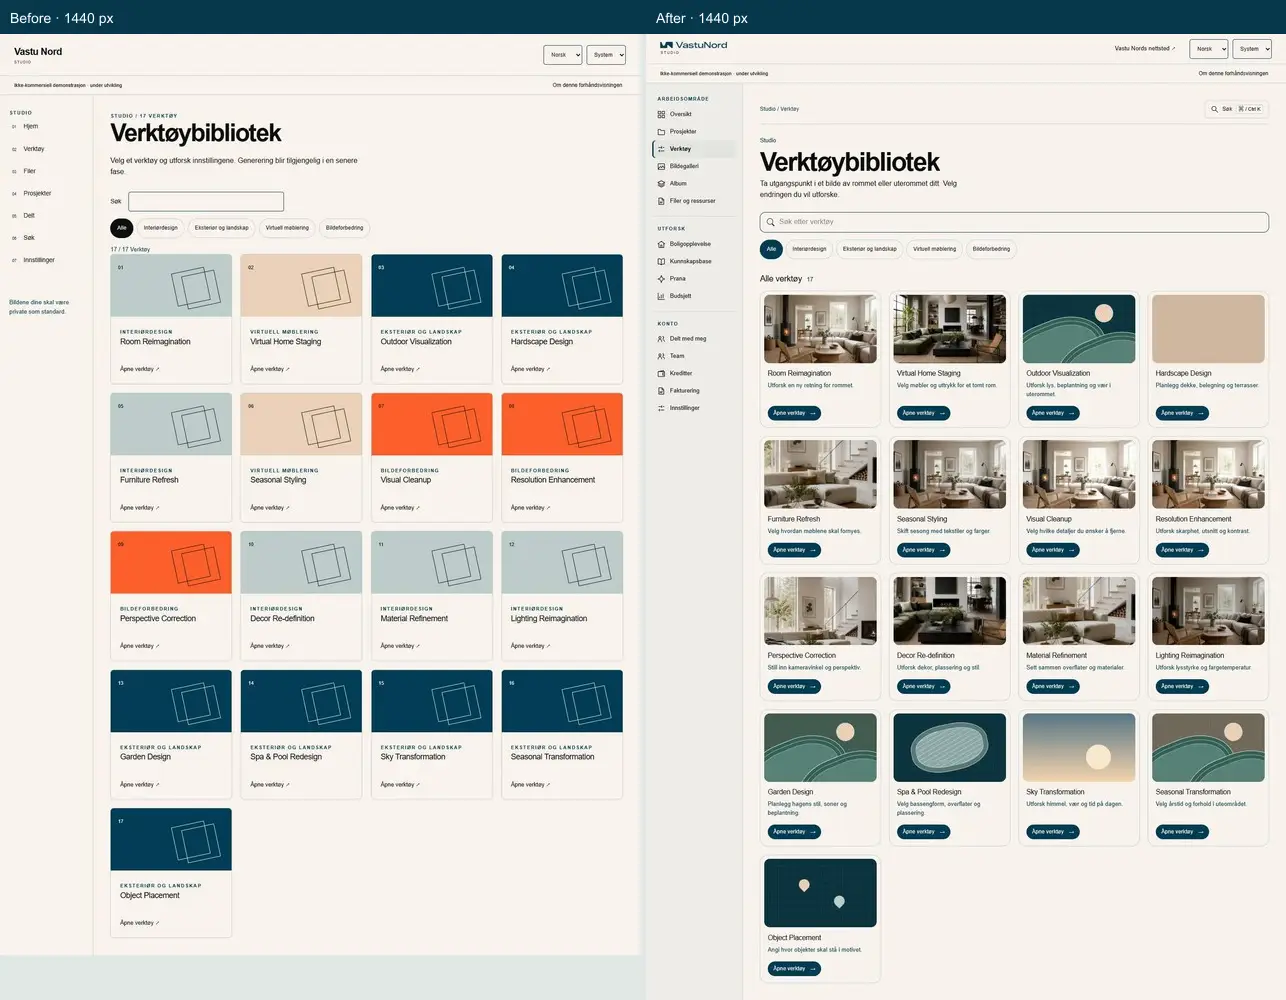 Before · 1440 px
Vastu Nord
STUDIO
Norsk
System
Ikke-kommersiell demonstrasjon · under utvikling
Om denne forhåndsvisningen
STUDIO
01 Hjem
02 Verktøy
03 Filer
04 Prosjekter
05 Delt
06 Søk
07 Innstillinger
Bildene dine skal være
private som standard.
STUDIO / 17 VERKTØY
Verktøybibliotek
Velg et verktøy og utforsk innstillingene. Generering blir tilgjengelig i en senere
fase.
Søk
Alle
Interiørdesign
Eksteriør og landskap
Virtuell møblering
Bildeforbedring
17 / 17 Verktøy
01
INTERIØRDESIGN
Room Reimagination
Åpne verktøy ↗
02
VIRTUELL MØBLERING
Virtual Home Staging
Åpne verktøy ↗
03
EKSTERIØR OG LANDSKAP
Outdoor Visualization
Åpne verktøy ↗
04
EKSTERIØR OG LANDSKAP
Hardscape Design
Åpne verktøy ↗
05
INTERIØRDESIGN
Furniture Refresh
Åpne verktøy ↗
06
VIRTUELL MØBLERING
Seasonal Styling
Åpne verktøy ↗
07
BILDEFORBEDRING
Visual Cleanup
Åpne verktøy ↗
08
BILDEFORBEDRING
Resolution Enhancement
Åpne verktøy ↗
09
BILDEFORBEDRING
Perspective Correction
Åpne verktøy ↗
10
INTERIØRDESIGN
Decor Re-definition
Åpne verktøy ↗
11
INTERIØRDESIGN
Material Refinement
Åpne verktøy ↗
12
INTERIØRDESIGN
Lighting Reimagination
Åpne verktøy ↗
13
EKSTERIØR OG LANDSKAP
Garden Design
Åpne verktøy ↗
14
EKSTERIØR OG LANDSKAP
Spa & Pool Redesign
Åpne verktøy ↗
15
EKSTERIØR OG LANDSKAP
Sky Transformation
Åpne verktøy ↗
16
EKSTERIØR OG LANDSKAP
Seasonal Transformation
Åpne verktøy ↗
17
EKSTERIØR OG LANDSKAP
Object Placement
Åpne verktøy ↗
After · 1440 px
VastuNord
STUDIO
Vastu Nords nettsted ↗
Norsk
System
Ikke-kommersiell demonstrasjon · under utvikling
Om denne forhåndsvisningen
ARBEIDSOMRÅDE
Oversikt
Prosjekter
Verktøy
Bildegalleri
Album
Filer og ressurser
UTFORSK
Boligopplevelse
Kunnskapsbase
Prana
Budsjett
KONTO
Delt med meg
Team
Kreditter
Fakturering
Innstillinger
Studio / Verktøy
Søk ⌘ / Ctrl K
Studio
Verktøybibliotek
Ta utgangspunkt i et bilde av rommet eller uterommet ditt. Velg
endringen du vil utforske.
Søk etter verktøy
Alle
Interiørdesign
Eksteriør og landskap
Virtuell møblering
Bildeforbedring
Alle verktøy 17
Room Reimagination
Utforsk en ny retning for rommet.
Åpne verktøy →
Virtual Home Staging
Velg møbler og uttrykk for et tomt rom.
Åpne verktøy →
Outdoor Visualization
Utforsk lys, beplantning og vær i
uterommet.
Åpne verktøy →
Hardscape Design
Planlegg dekke, belegning og terrasser.
Åpne verktøy →
Furniture Refresh
Velg hvordan møblene skal fornyes.
Åpne verktøy →
Seasonal Styling
Skift sesong med tekstiler og farger.
Åpne verktøy →
Visual Cleanup
Velg hvilke detaljer du ønsker å fjerne.
Åpne verktøy →
Resolution Enhancement
Utforsk skarphet, utsnitt og kontrast.
Åpne verktøy →
Perspective Correction
Still inn kameravinkel og perspektiv.
Åpne verktøy →
Decor Re-definition
Utforsk dekor, plassering og stil
Åpne verktøy →
Material Refinement
Sett sammen overflater og materialer.
Åpne verktøy →
Lighting Reimagination
Utforsk lysstyrke og fargetemperatur.
Åpne verktøy →
Garden Design
Planlegg hagens stil, soner og
beplantning.
Åpne verktøy →
Spa & Pool Redesign
Velg bassengform, overflater og
plassering.
Åpne verktøy →
Sky Transformation
Utforsk himmel, vær og tid på dagen.
Åpne verktøy →
Seasonal Transformation
Velg årstid og forhold i uteområdet.
Åpne verktøy →
Object Placement
Angi hvor objekter skal stå i motivet.
Åpne verktøy →